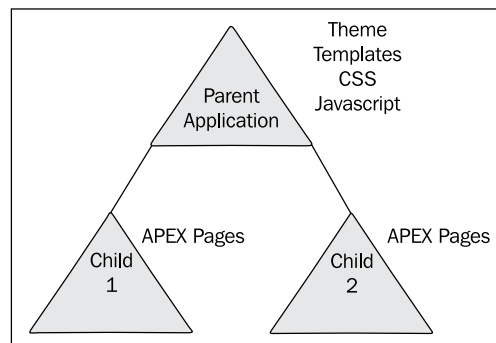 Theme
Templates
CSS
Javascript
Parent
Application
APEX Pages
Child
1
APEX Pages
Child
2